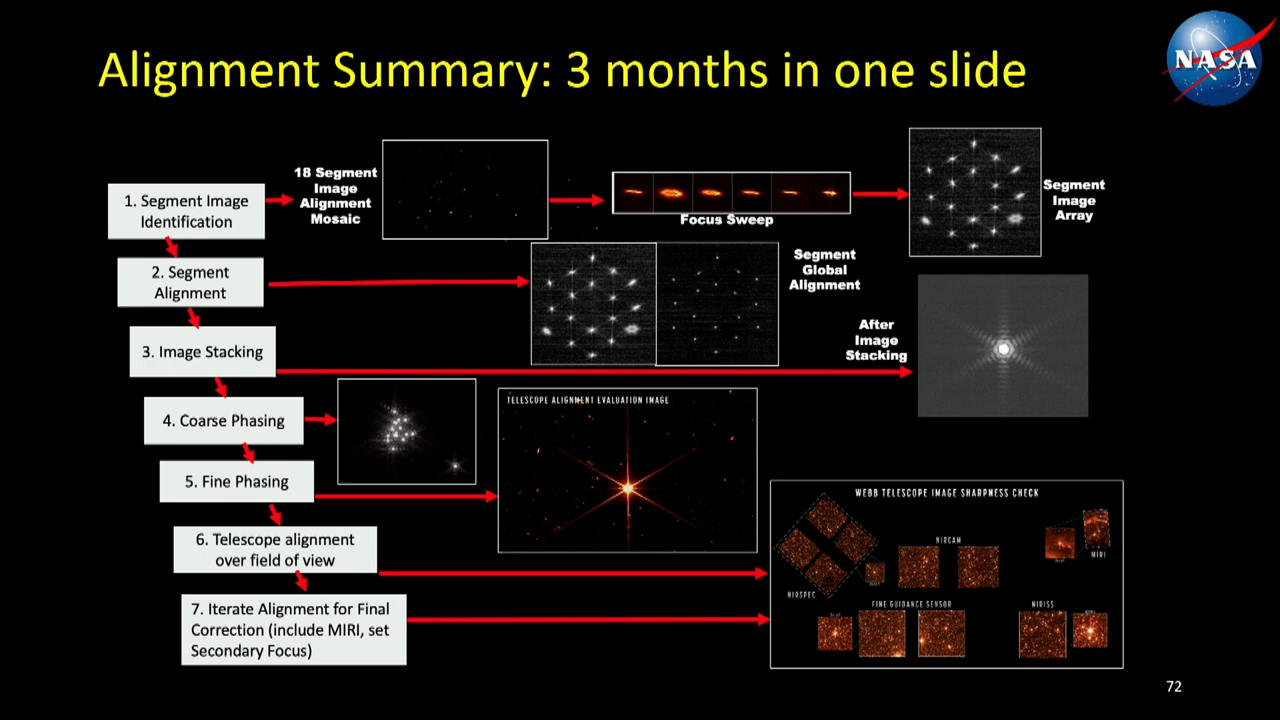 Alignment Summary: 3 months in one slide
NASA
1. Segment Image
Identification
18 Segment
Image
Alignment
Mosaic
Focus Sweep
Segment
Image
Array
2. Segment
Alignment
Segment
Global
Alignment
3. Image Stacking
After
Image
Stacking
4. Coarse Phasing
TELESCOPE ALIGNMENT EVALUATION IMAGE
5. Fine Phasing
6. Telescope alignment
over field of view
7. Iterate Alignment for Final
Correction (include MIRI, set
Secondary Focus)
WEBB TELESCOPE IMAGE SHARPNESS CHECK
NIRCAM
MIRI
NIRSPEC
FINE GUIDANCE SENSOR
NIRISS
72